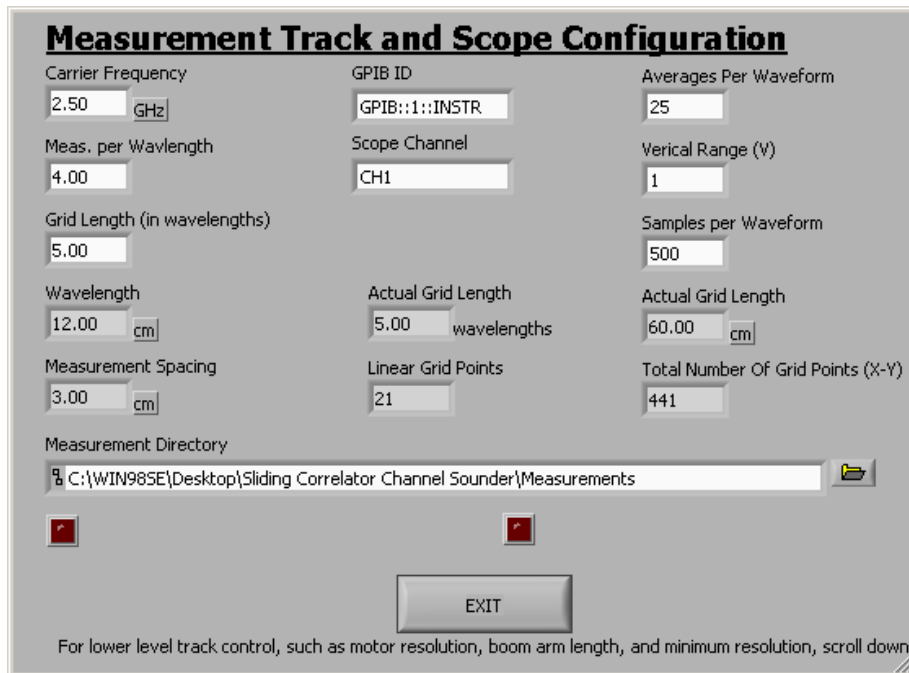 Measurement Track and Scope Configuration
Carrier Frequency
2.50 GHz
GPIB ID
GPIB::1::INSTR
Averages Per Waveform
25
Meas. per Wavlength
4.00
Scope Channel
CH1
Verical Range (V)
1
Grid Length (in wavelengths)
5.00
Samples per Waveform
500
Wavelength
12.00 cm
Actual Grid Length
5.00 wavelengths
Actual Grid Length
60.00 cm
Measurement Spacing
3.00 cm
Linear Grid Points
21
Total Number Of Grid Points (X-Y)
441
Measurement Directory
C:\WIN98SE\Desktop\Sliding Correlator Channel Sounder\Measurements
EXIT
For lower level track control, such as motor resolution, boom arm length, and minimum resolution, scroll down